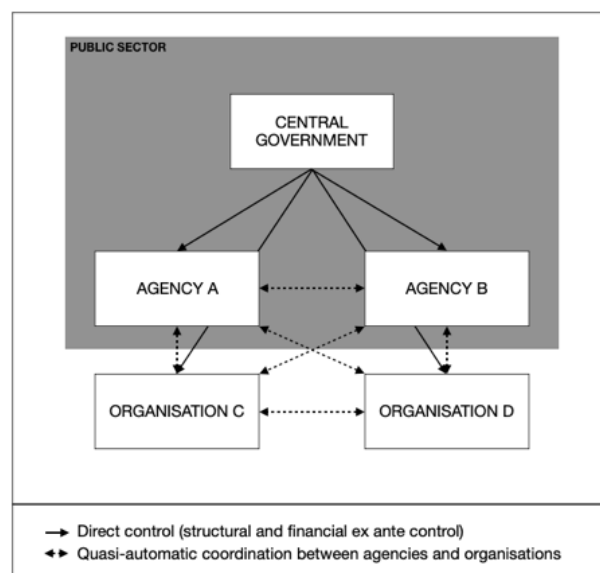 PUBLIC SECTOR
CENTRAL
GOVERNMENT
AGENCY A
AGENCY B
ORGANISATION C
ORGANISATION D
Direct control (structural and financial ex ante control)
Quasi-automatic coordination between agencies and organisations